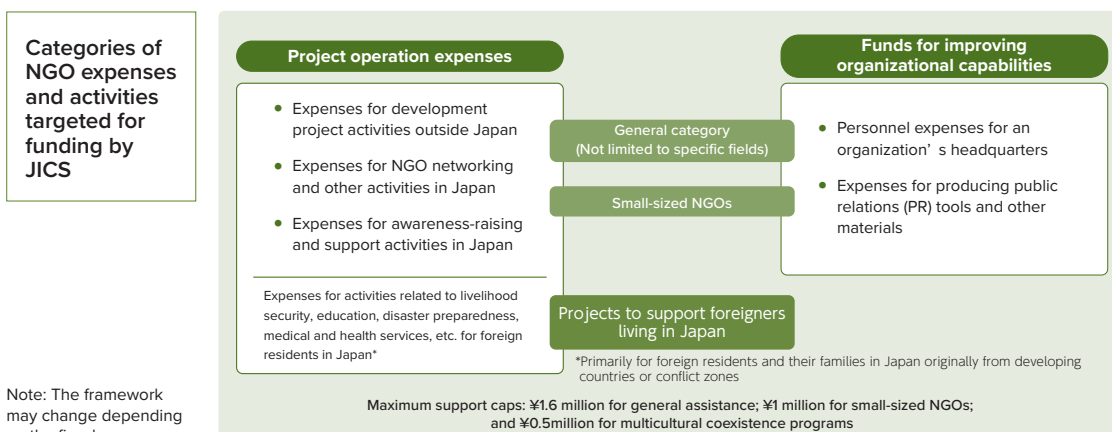 Categories of
NGO expenses
and activities
targeted for
funding by
JICS
Note: The framework
may change depending
Project operation expenses
• Expenses for development
project activities outside Japan
• Expenses for NGO networking
and other activities in Japan
• Expenses for awareness-raising
and support activities in Japan
Expenses for activities related to livelihood
security, education, disaster preparedness,
medical and health services, etc. for foreign
residents in Japan*
General category
(Not limited to specific fields)
Small-sized NGOs
Projects to support foreigners
living in Japan
Funds for improving
organizational capabilities
• Personnel expenses for an
organization’ s headquarters
• Expenses for producing public
relations (PR) tools and other
materials
*Primarily for foreign residents and their families in Japan originally from developing
countries or conflict zones
Maximum support caps: ¥1.6 million for general assistance; ¥1 million for small-sized NGOs;
and ¥0.5million for multicultural coexistence programs